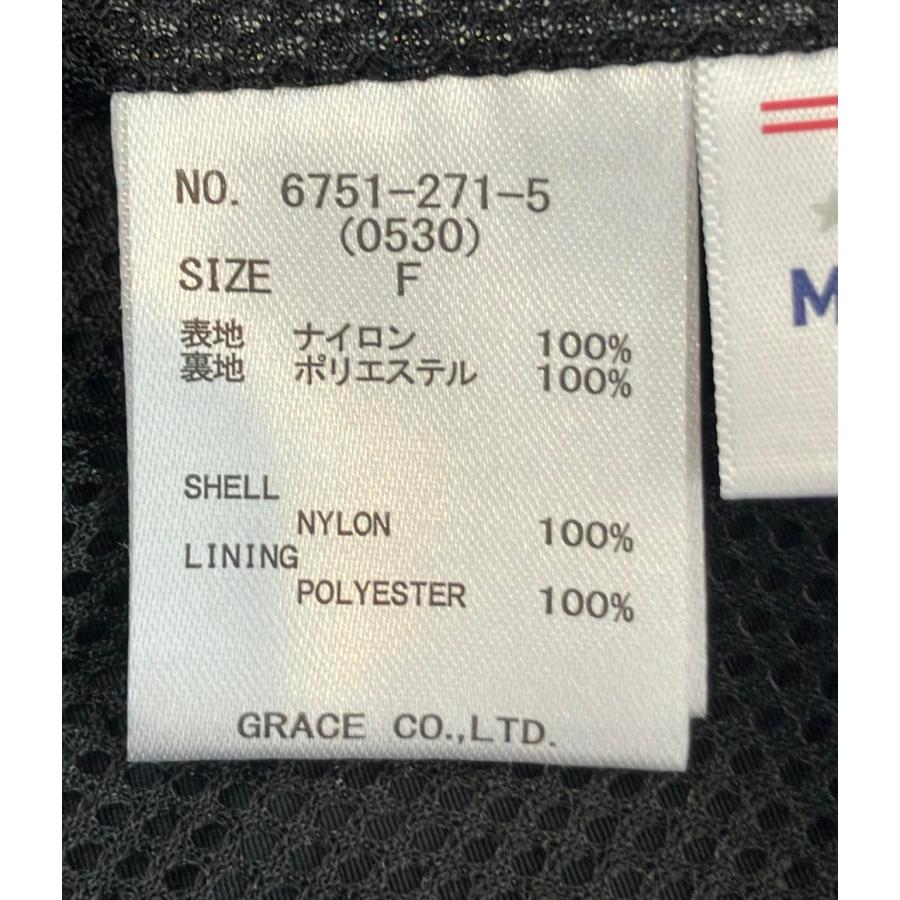 NO. 6751-271-5
(0530)
SIZE F
表地 ナイロン 100%
裏地 ポリエステル 100%
SHELL
NYLON 100%
LINING
POLYESTER 100%
GRACE CO.,LTD.
M